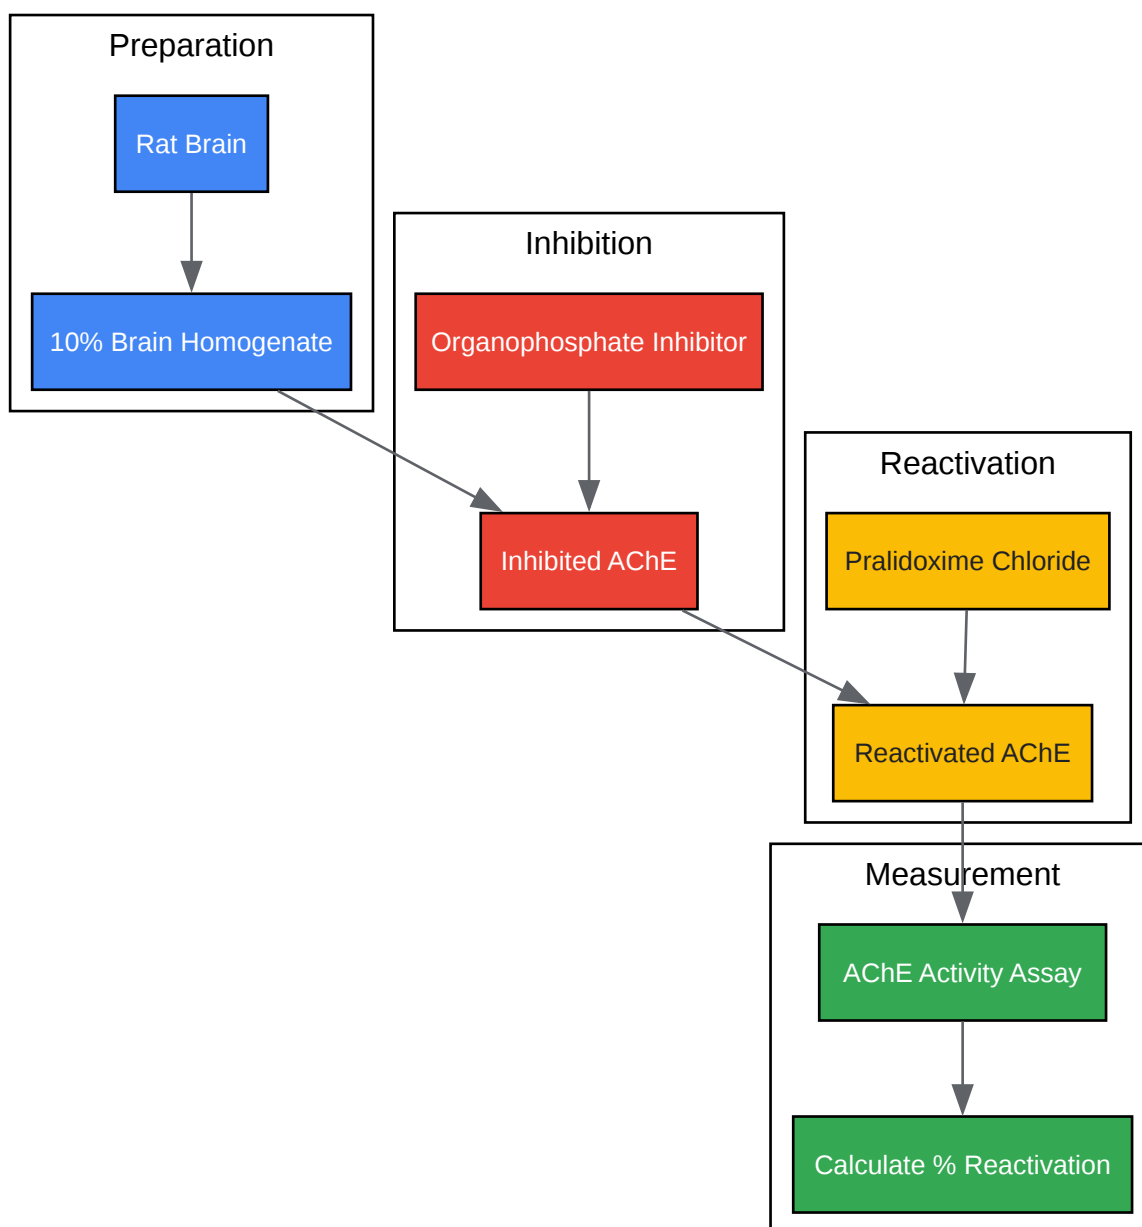 Preparation
Rat Brain
10% Brain Homogenate
Inhibition
Organophosphate Inhibitor
Inhibited AChE
Reactivation
Pralidoxime Chloride
Reactivated AChE
Measurement
AChE Activity Assay
Calculate % Reactivation